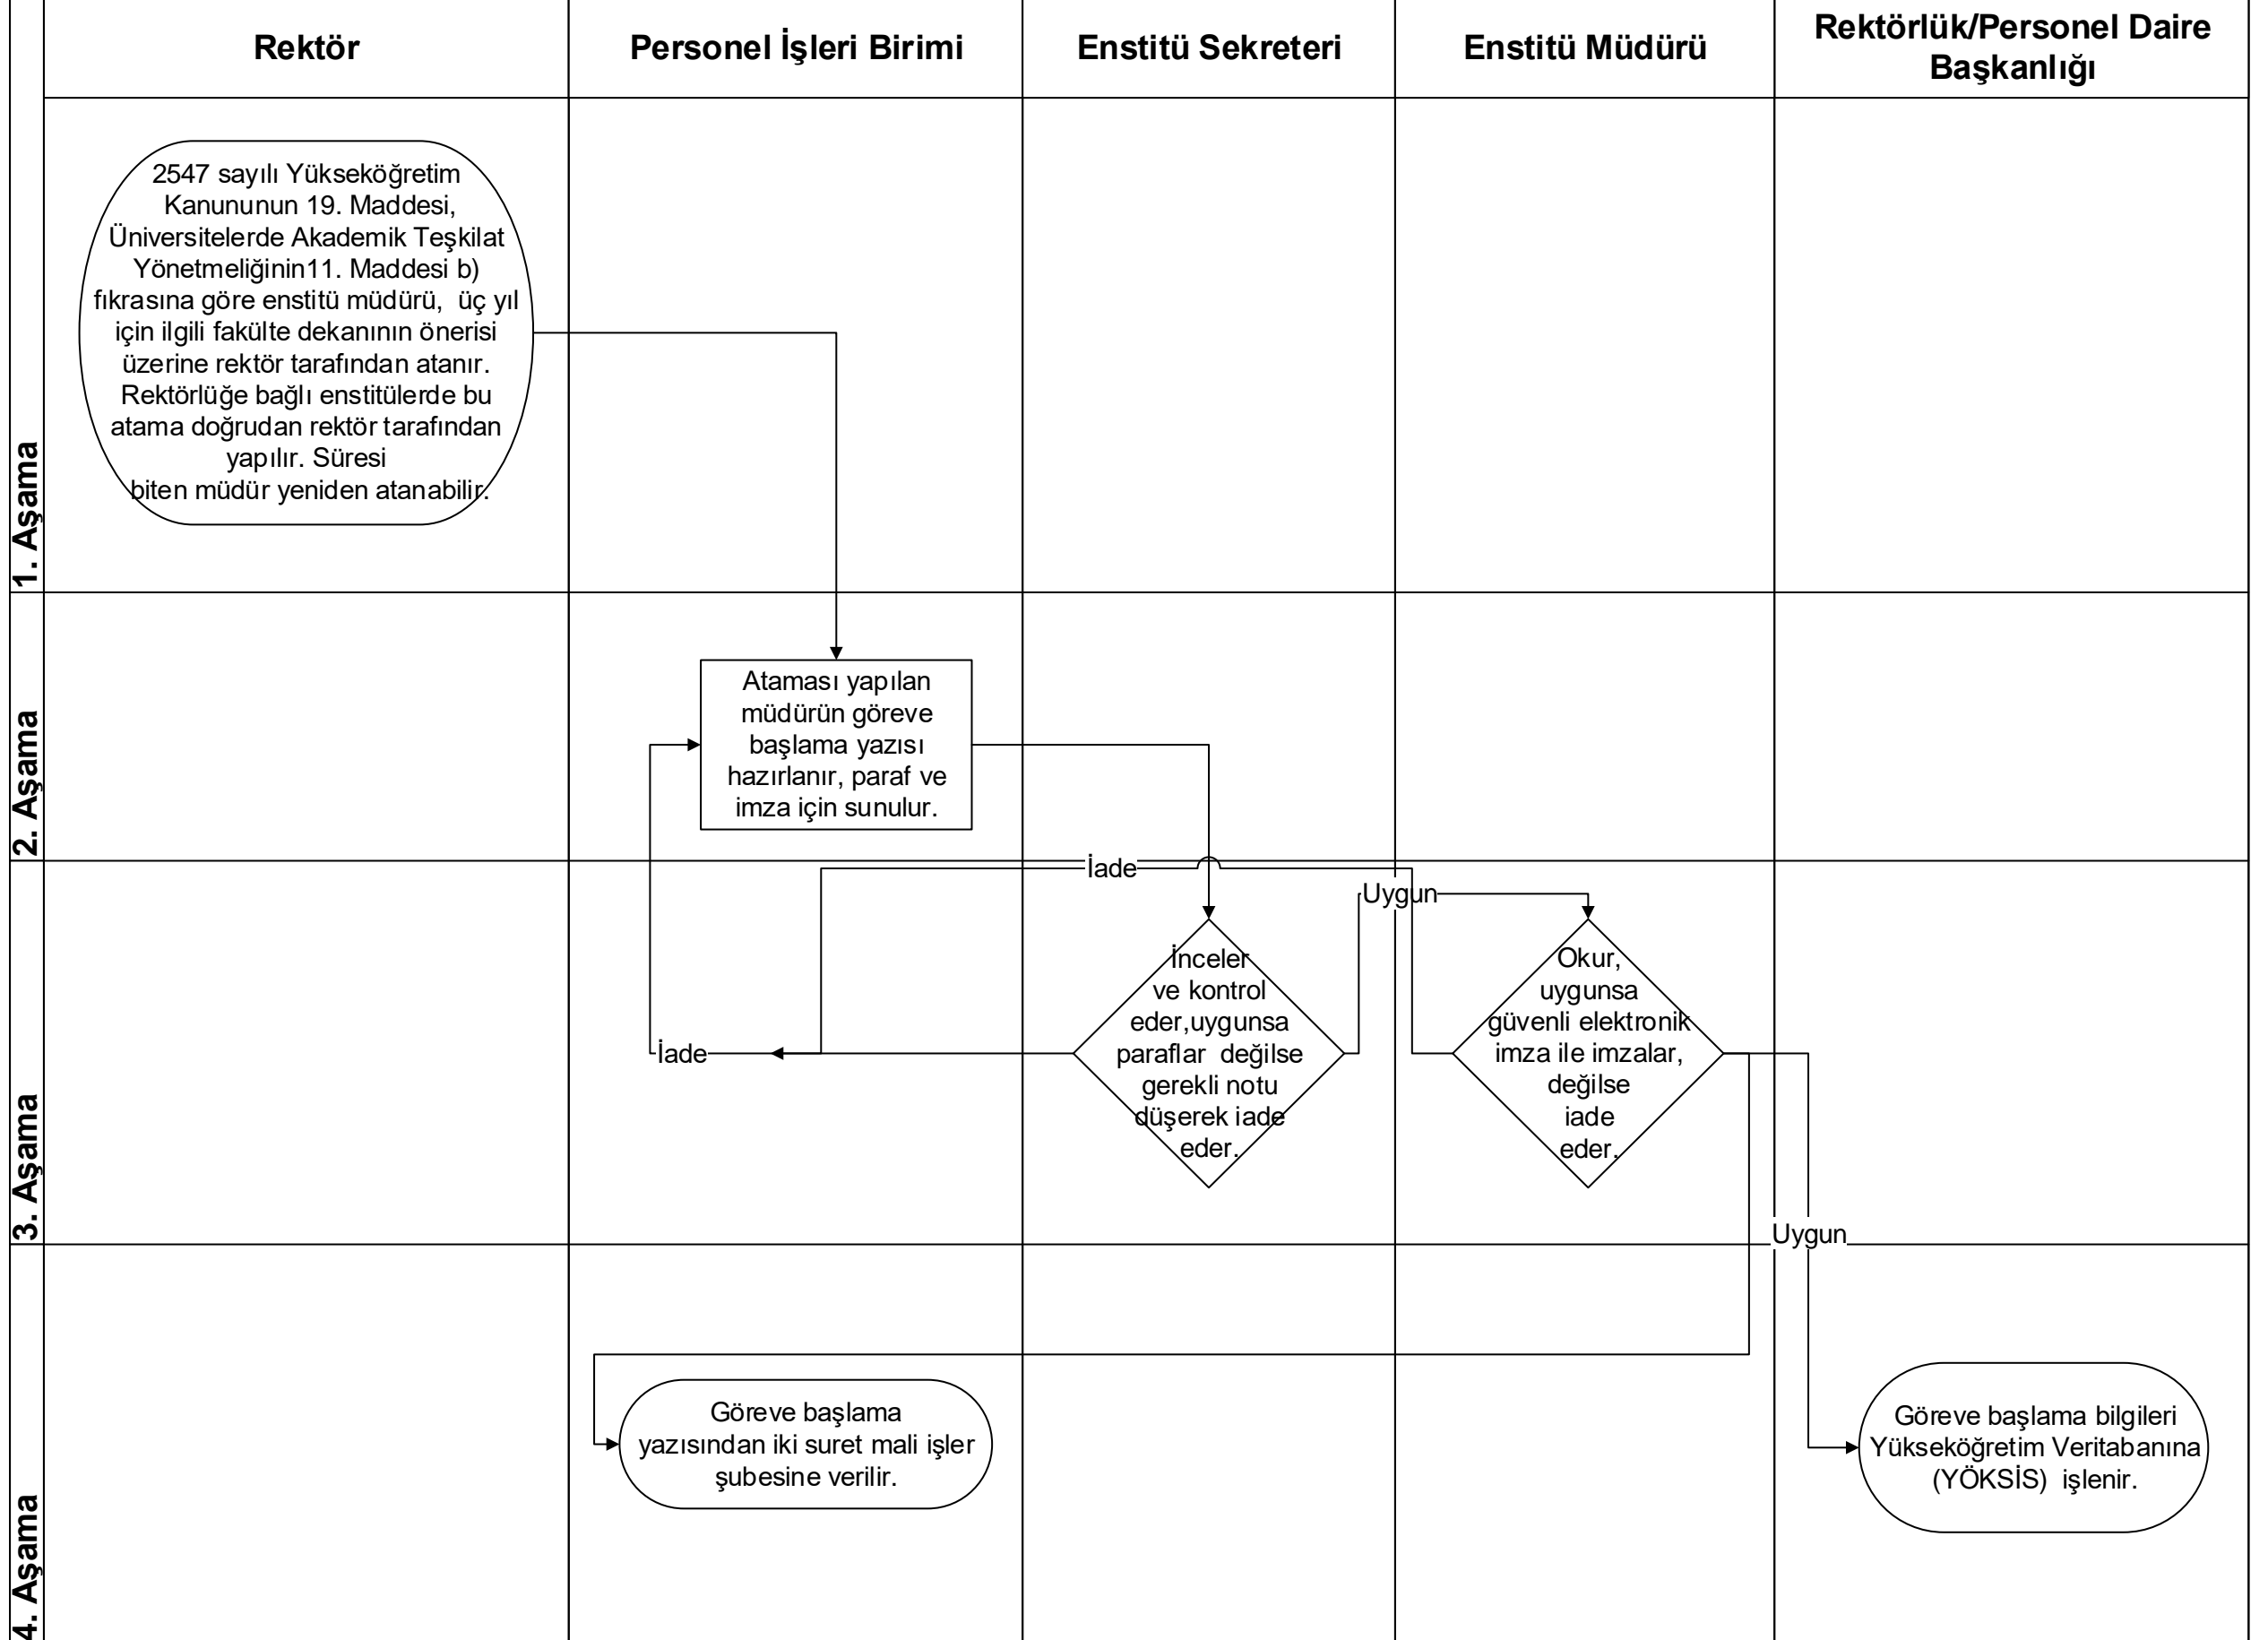 Rektör
Personel İşleri Birimi
Enstitü Sekreteri
Enstitü Müdürü
Rektörlük/Personel Daire
Başkanlığı
1. Aşama
2547 sayılı Yükseköğretim
Kanununun 19. Maddesi,
Üniversitelerde Akademik Teşkilat
Yönetmeliğinin11. Maddesi b)
fıkrasına göre enstitü müdürü,  üç yıl
için ilgili fakülte dekanının önerisi
üzerine rektör tarafından atanır.
Rektörlüğe bağlı enstitülerde bu
atama doğrudan rektör tarafından
yapılır. Süresi
biten müdür yeniden atanabilir.
2. Aşama
Ataması yapılan
müdürün göreve
başlama yazısı
hazırlanır, paraf ve
imza için sunulur.
3. Aşama
İade
Uygun
İade
İnceler
ve kontrol
eder,uygunsa
paraflar  değilse
gerekli notu
düşerek iade
eder.
Okur,
uygunsa
güvenli elektronik
imza ile imzalar,
değilse
iade
eder.
Uygun
4. Aşama
Göreve başlama
yazısından iki suret mali işler
şubesine verilir.
Göreve başlama bilgileri
Yükseköğretim Veritabanına
(YÖKSİS)  işlenir.